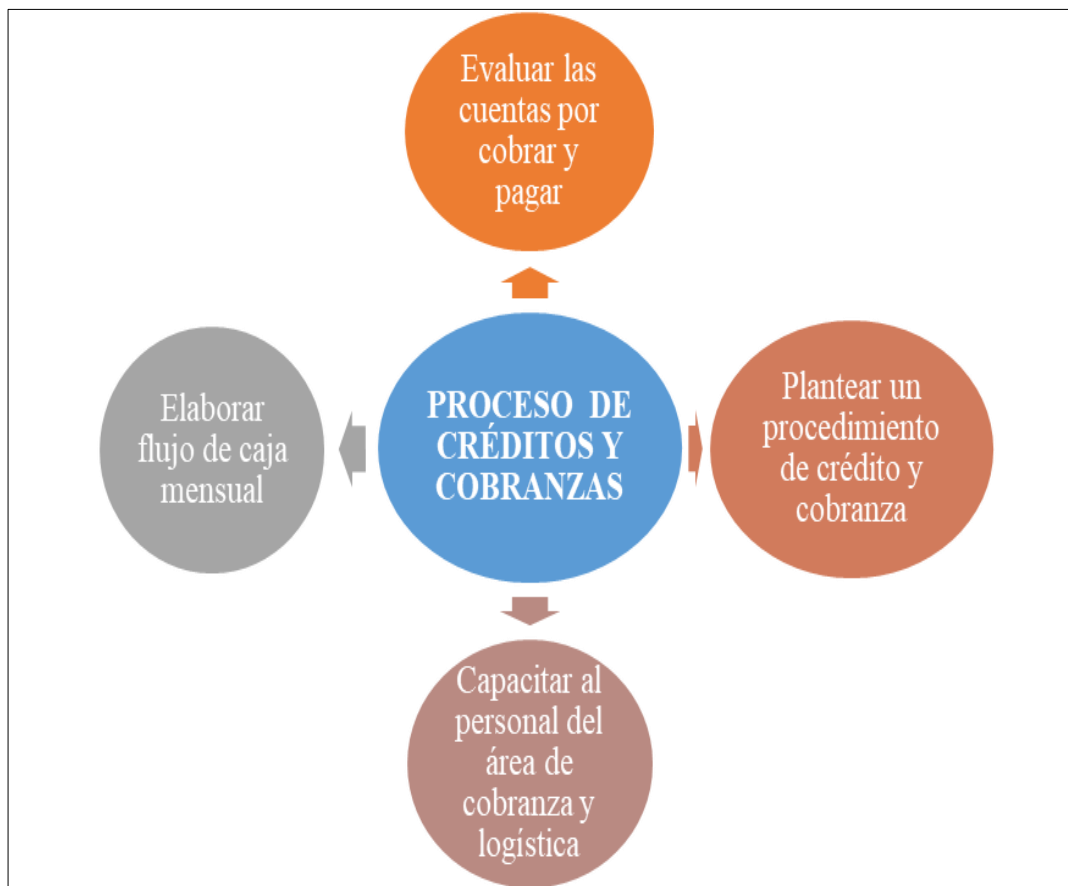 Evaluar las
cuentas por
cobrar y
pagar
Elaborar
flujo de caja
mensual
PROCESO DE
CRÉDITOS Y
COBRANZAS
Plantear un
procedimiento
de crédito y
cobranza
Capacitar al
personal del
área de
cobranza y
logística